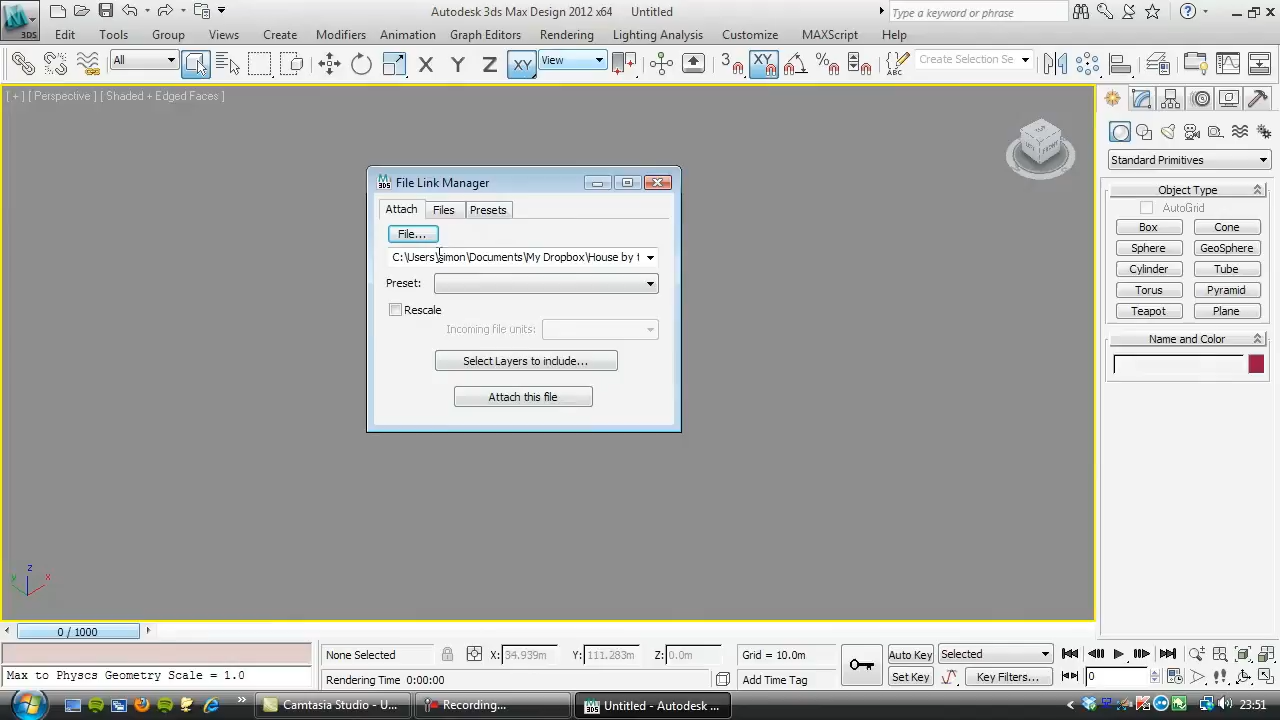 Autodesk 3ds Max Design 2012 x64 Untitled
Type a keyword or phrase
3DS
Edit Tools Group Views Create Modifiers Animation Graph Editors Rendering Lighting Analysis Customize MAXScript Help
All
View
Create Selection Se
[ + ] [ Perspective ] [ Shaded + Edged Faces ]
Standard Primitives
Object Type
AutoGrid
Box Cone
Sphere GeoSphere
Cylinder Tube
Torus Pyramid
Teapot Plane
Name and Color
File Link Manager
Attach Files Presets
File...
C:\Users\Simon\Documents\My Dropbox\House by t
Preset:
Rescale
Incoming file units:
Select Layers to include...
Attach this file
z
y x
0 / 1000
None Selected X: 34.939m Y: 111.283m Z: 0.0m Grid = 10.0m Auto Key Selected
Max to Physcs Geometry Scale = 1.0 Rendering Time 0:00:00 Add Time Tag Set Key Key Filters... 0
Camtasia Studio - U... Recording... Untitled - Autodesk ... 23:51